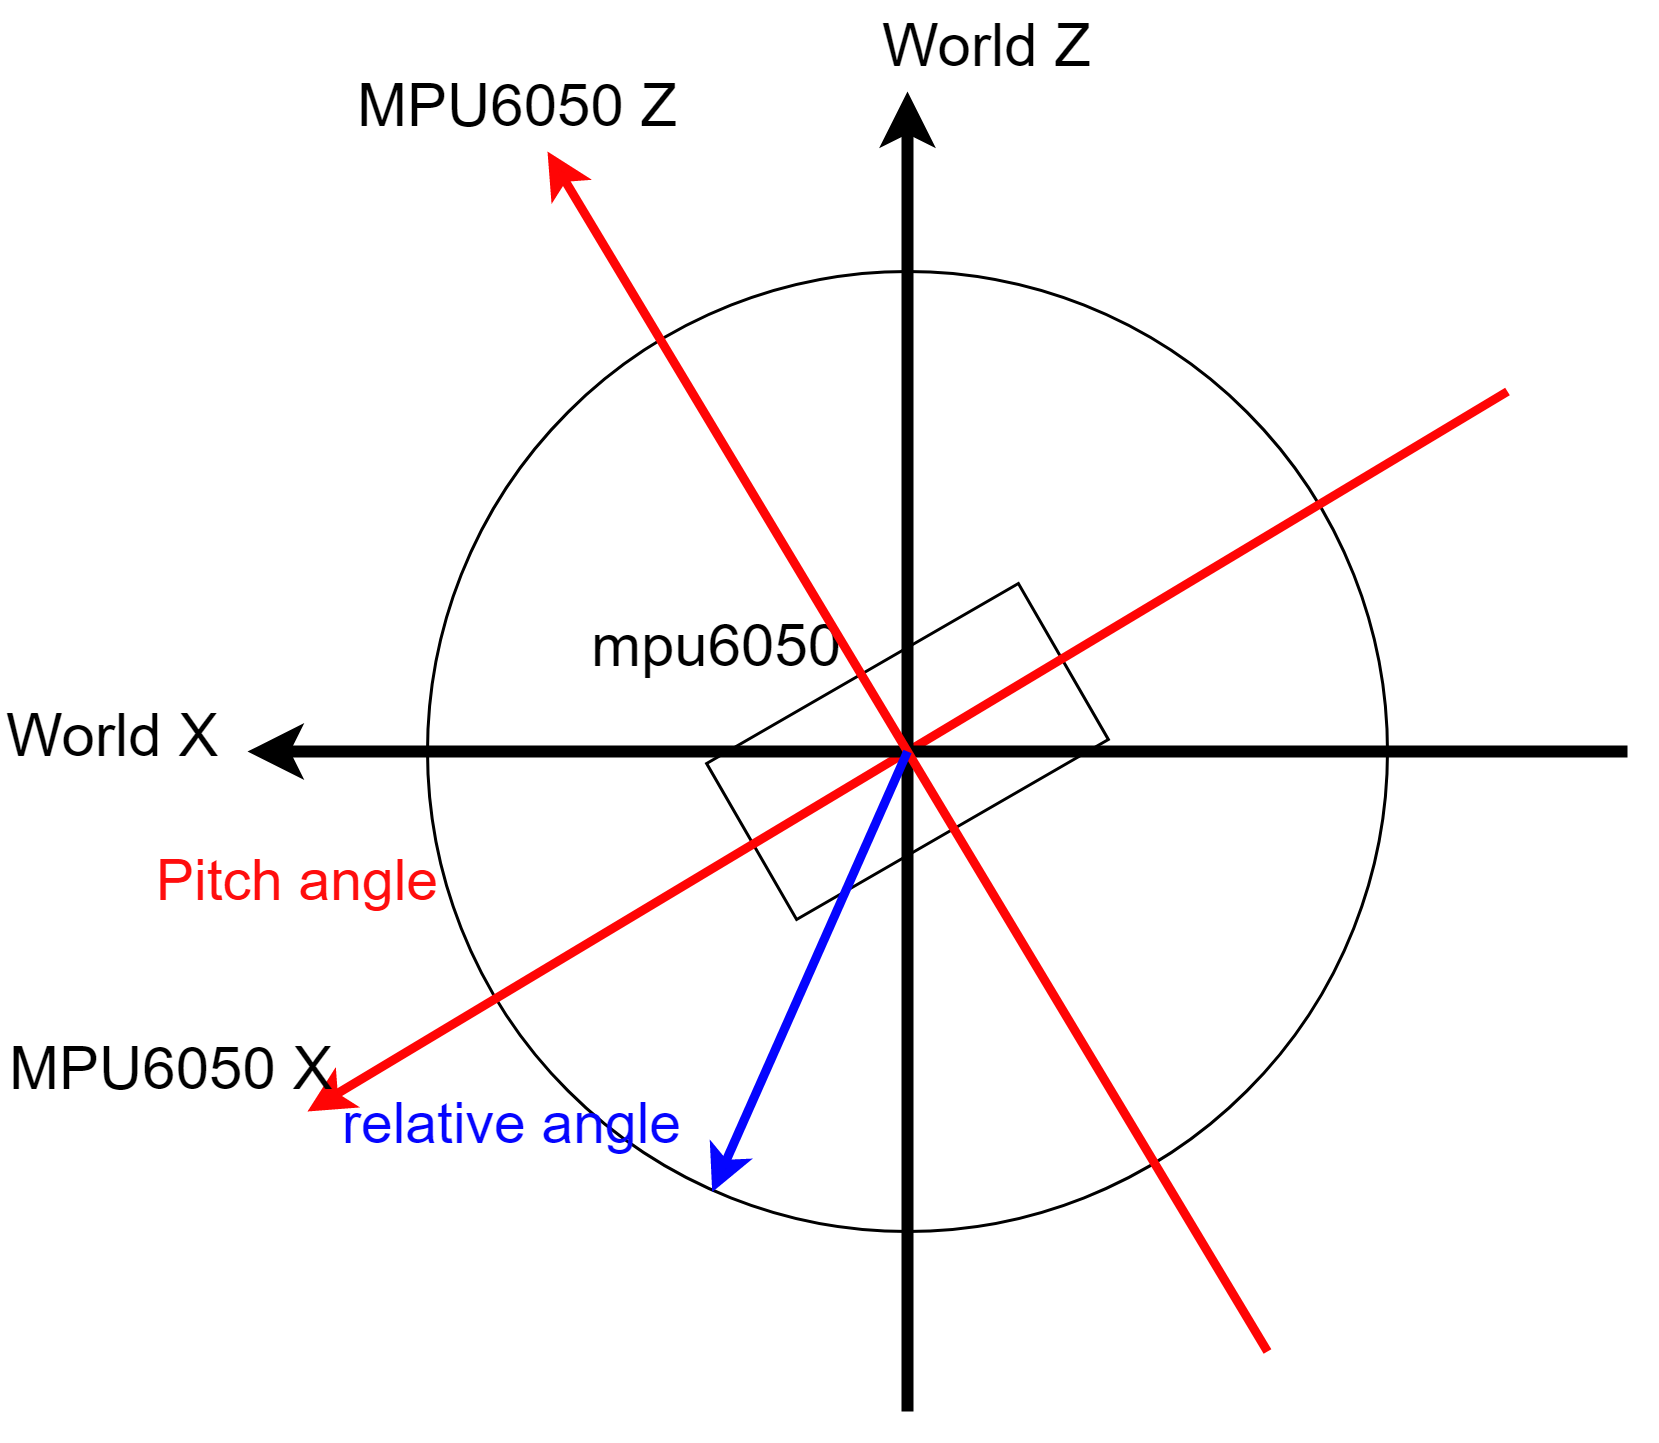 World Z
MPU6050 Z
mpu6050
World X
Pitch angle
MPU6050 X
relative angle